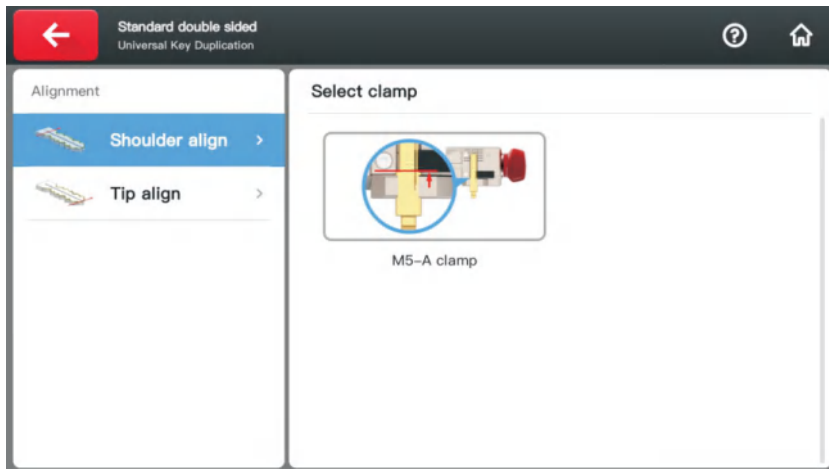 Standard double sided
Universal Key Duplication
Alignment
Shoulder align
Tip align
Select clamp
M5-A clamp